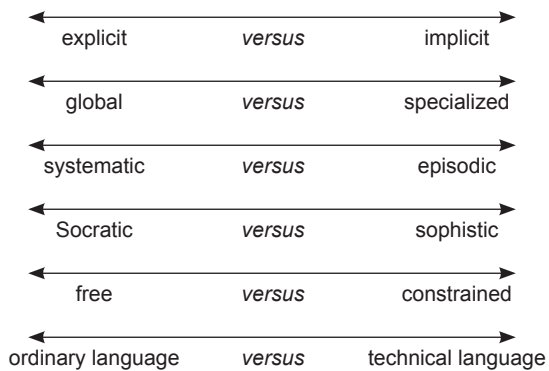 explicit versus implicit
global versus specialized
systematic versus episodic
Socratic versus sophistic
free versus constrained
ordinary language versus technical language